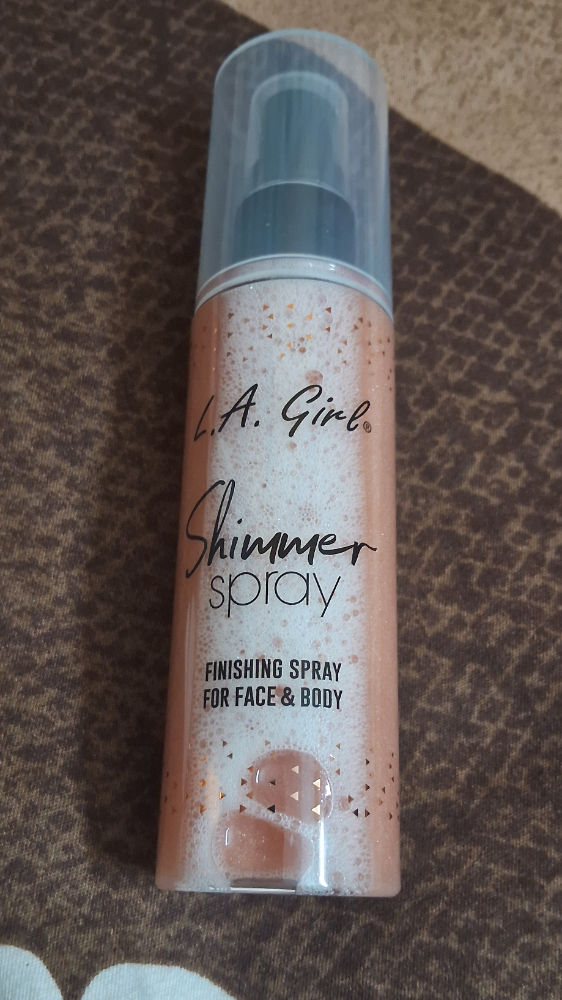 L.A. Girl®
Shimmer
spray
FINISHING SPRAY
FOR FACE & BODY